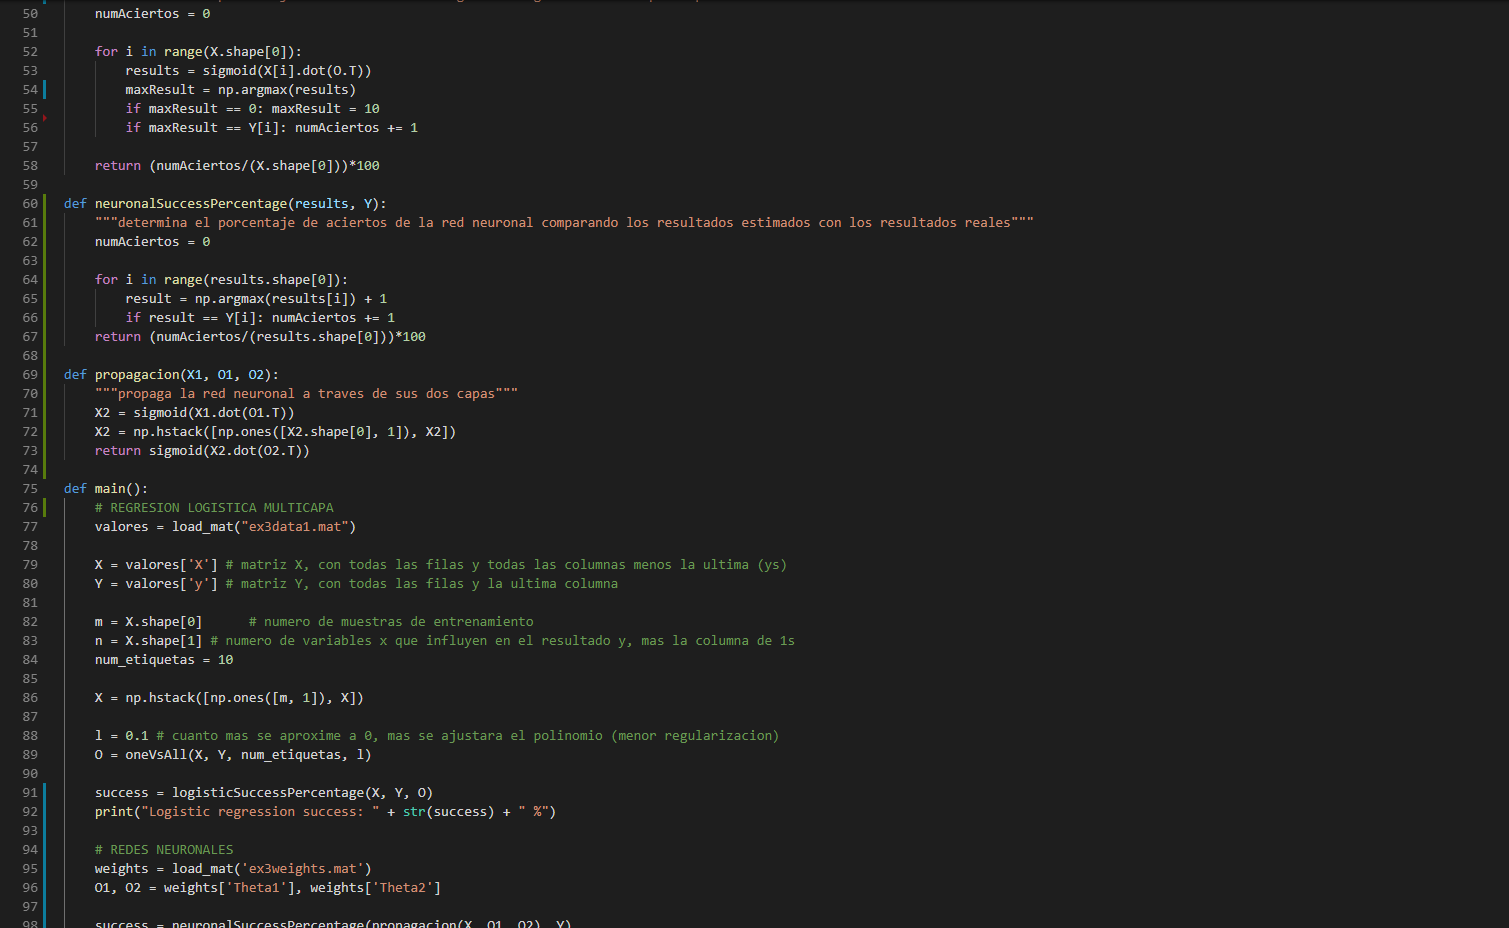 50 numAciertos = 0
51
52 for i in range(X.shape[0]):
53 results = sigmoid(X[i].dot(O.T))
54 maxResult = np.argmax(results)
55 if maxResult == 0: maxResult = 10
56 if maxResult == Y[i]: numAciertos += 1
57
58 return (numAciertos/(X.shape[0]))*100
59
60 def neuronalSuccessPercentage(results, Y):
61 """determina el porcentaje de aciertos de la red neuronal comparando los resultados estimados con los resultados reales"""
62 numAciertos = 0
63
64 for i in range(results.shape[0]):
65 result = np.argmax(results[i]) + 1
66 if result == Y[i]: numAciertos += 1
67 return (numAciertos/(results.shape[0]))*100
68
69 def propagacion(X1, O1, O2):
70 """propaga la red neuronal a traves de sus dos capas"""
71 X2 = sigmoid(X1.dot(O1.T))
72 X2 = np.hstack([np.ones([X2.shape[0], 1]), X2])
73 return sigmoid(X2.dot(O2.T))
74
75 def main():
76 # REGRESION LOGISTICA MULTICAPA
77 valores = load_mat("ex3data1.mat")
78
79 X = valores['X'] # matriz X, con todas las filas y todas las columnas menos la ultima (ys)
80 Y = valores['y'] # matriz Y, con todas las filas y la ultima columna
81
82 m = X.shape[0]      # numero de muestras de entrenamiento
83 n = X.shape[1] # numero de variables x que influyen en el resultado y, mas la columna de 1s
84 num_etiquetas = 10
85
86 X = np.hstack([np.ones([m, 1]), X])
87
88 l = 0.1 # cuanto mas se aproxime a 0, mas se ajustara el polinomio (menor regularizacion)
89 O = oneVsAll(X, Y, num_etiquetas, l)
90
91 success = logisticSuccessPercentage(X, Y, O)
92 print("Logistic regression success: " + str(success) + " %")
93
94 # REDES NEURONALES
95 weights = load_mat('ex3weights.mat')
96 O1, O2 = weights['Theta1'], weights['Theta2']
97
98 success = neuronalSuccessPercentage(propagacion(X, O1, O2), Y)